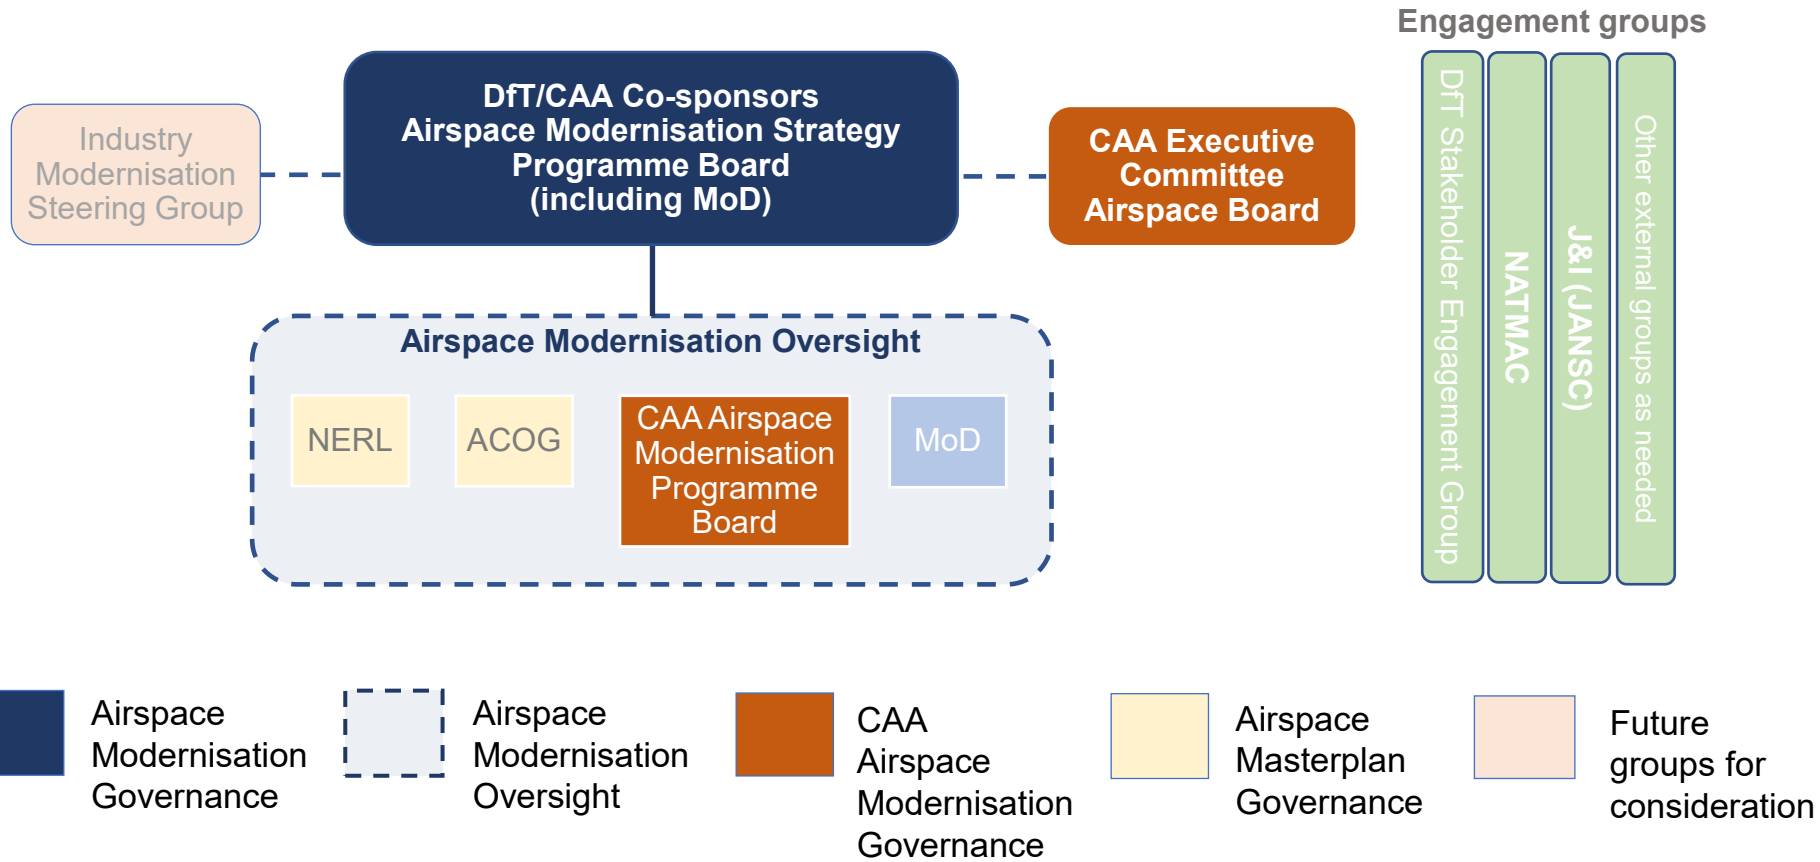 Engagement groups
DfT/CAA Co-sponsors
Airspace Modernisation Strategy
Programme Board
(including MoD)
Industry
Modernisation
Steering Group
CAA Executive
Committee
Airspace Board
DfT Stakeholder Engagement Group
NATMAC
J&I (JANSC)
Other external groups as needed
Airspace Modernisation Oversight
NERL
ACOG
CAA Airspace
Modernisation
Programme
Board
MoD
Airspace
Modernisation
Governance
Airspace
Modernisation
Oversight
CAA
Airspace
Modernisation
Governance
Airspace
Masterplan
Governance
Future
groups for
consideration